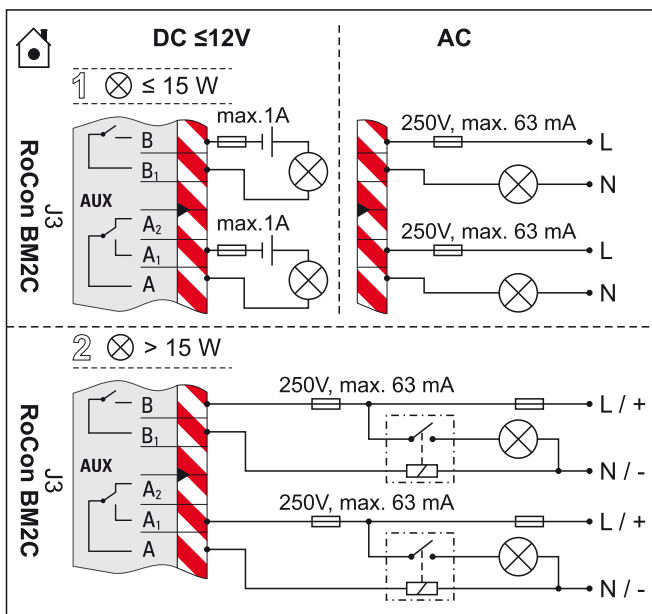 DC ≤12V
AC
1 ≤ 15 W
RoCon BM2C
J3
AUX
B
B₁
A₂
A₁
A
max.1A
max.1A
250V, max. 63 mA
L
N
250V, max. 63 mA
L
N
2 > 15 W
RoCon BM2C
J3
AUX
B
B₁
A₂
A₁
A
250V, max. 63 mA
L / +
N / -
250V, max. 63 mA
L / +
N / -